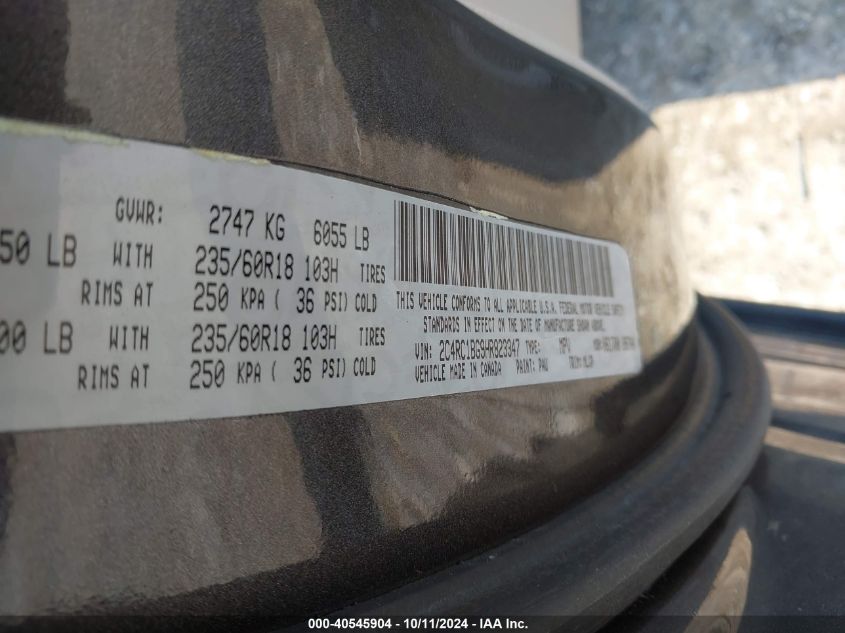 GVWR: 2747 KG 6055 LB
50 LB WITH 235/60R18 103H TIRES
RIMS AT 250 KPA ( 36 PSI) COLD
00 LB WITH 235/60R18 103H TIRES
RIMS AT 250 KPA ( 36 PSI) COLD
THIS VEHICLE CONFORMS TO ALL APPLICABLE U.S.A. FEDERAL MOTOR VEHICLE SAFETY
STANDARDS IN EFFECT ON THE DATE OF MANUFACTURE SHOWN ABOVE.
VIN: 2C4RC1BG9HR823347 TYPE: MPV
VEHICLE MADE IN CANADA PAINT: PAU TRIM:
000-40545904 - 10/11/2024 - IAA Inc.